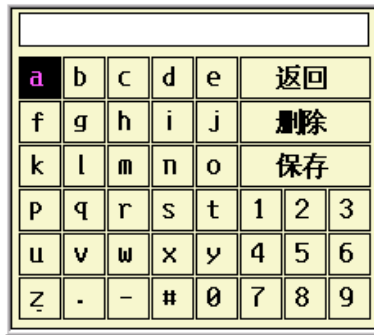 a b c d e 返回
f g h i j 删除
k l m n o 保存
p q r s t 1 2 3
u v w x y 4 5 6
z . - # 0 7 8 9